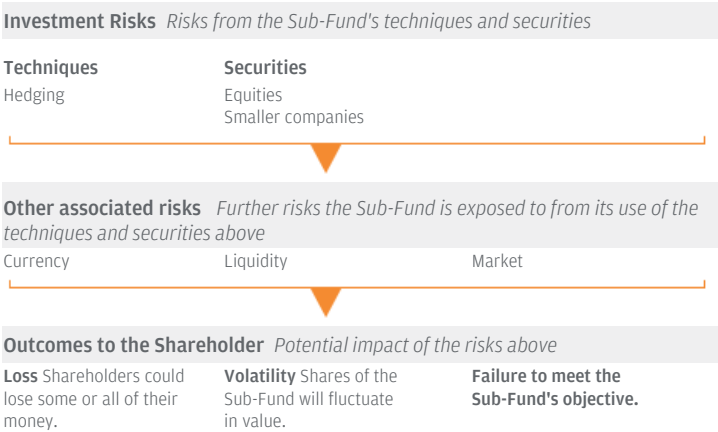 Investment Risks Risks from the Sub-Fund's techniques and securities
Techniques
Hedging
Securities
Equities
Smaller companies
Other associated risks Further risks the Sub-Fund is exposed to from its use of the
techniques and securities above
Currency
Liquidity
Market
Outcomes to the Shareholder Potential impact of the risks above
Loss Shareholders could
lose some or all of their
money.
Volatility Shares of the
Sub-Fund will fluctuate
in value.
Failure to meet the
Sub-Fund's objective.